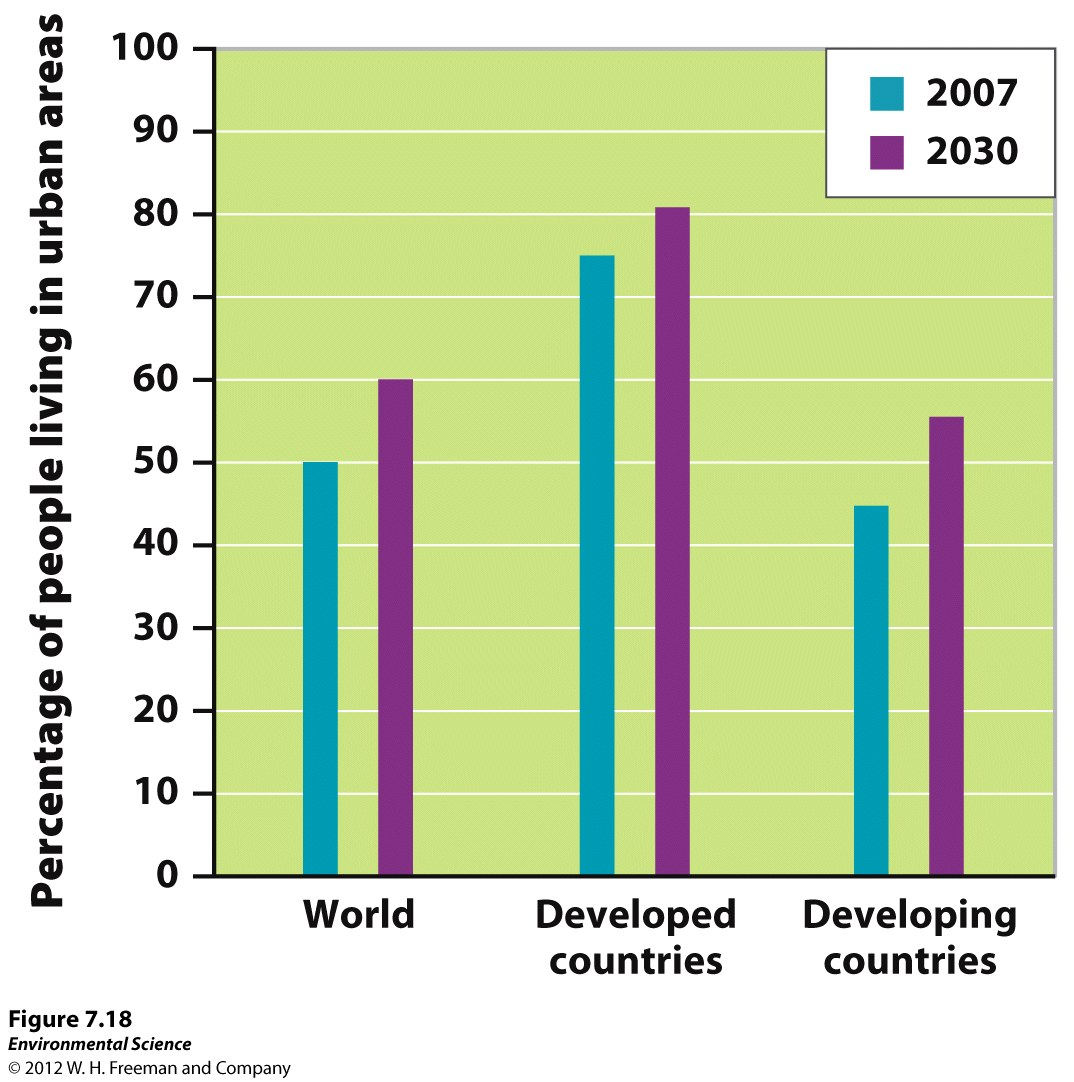 Percentage of people living in urban areas
100
90
80
70
60
50
40
30
20
10
0
2007
2030
World
Developed
countries
Developing
countries
Figure 7.18
Environmental Science
© 2012 W. H. Freeman and Company